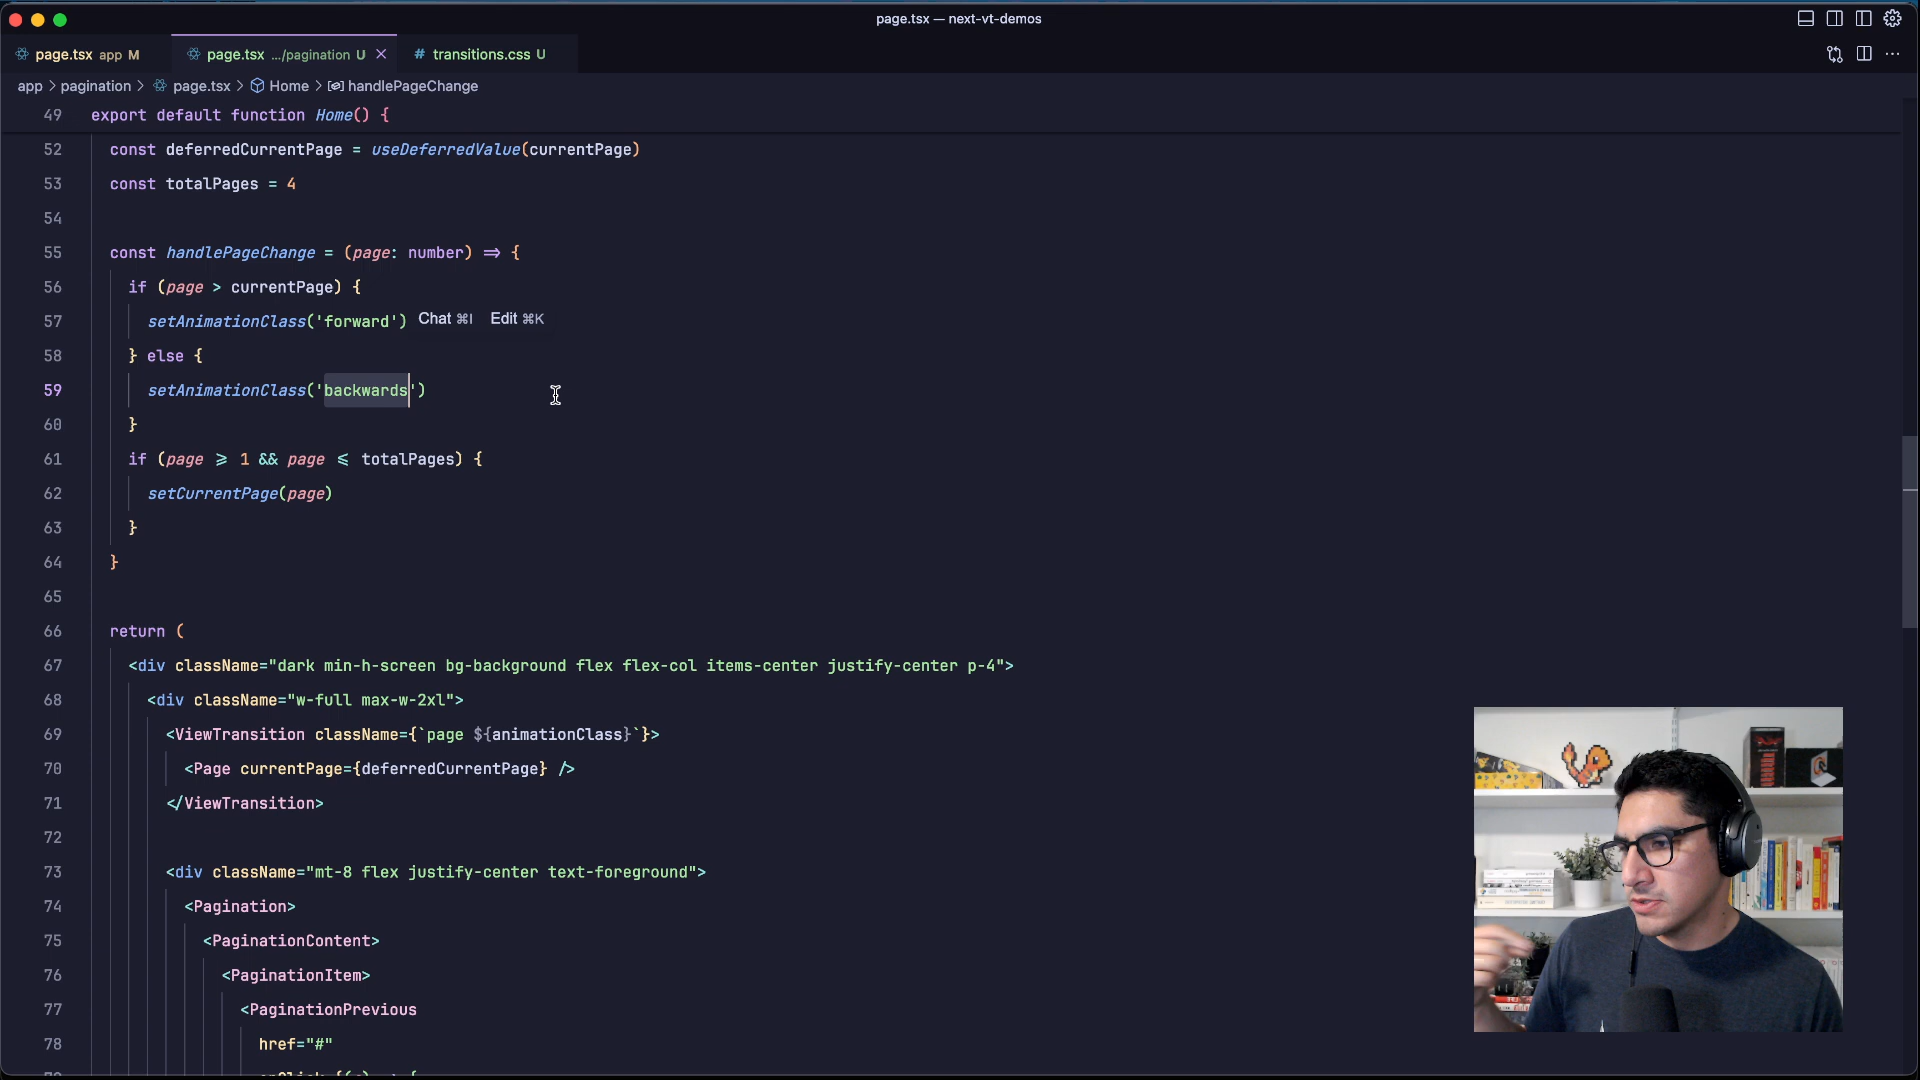 page.tsx — next-vt-demos
page.tsx app M
page.tsx .../pagination U
# transitions.css U
app > pagination > page.tsx > Home > handlePageChange
49 export default function Home() {
52 const deferredCurrentPage = useDeferredValue(currentPage)
53 const totalPages = 4
54
55 const handlePageChange = (page: number) => {
56 if (page > currentPage) {
57 setAnimationClass('forward') Chat ⌘I Edit ⌘K
58 } else {
59 setAnimationClass('backwards')
60 }
61 if (page >= 1 && page <= totalPages) {
62 setCurrentPage(page)
63 }
64 }
65
66 return (
67 <div className="dark min-h-screen bg-background flex flex-col items-center justify-center p-4">
68 <div className="w-full max-w-2xl">
69 <ViewTransition className={`page ${animationClass}`}>
70 <Page currentPage={deferredCurrentPage} />
71 </ViewTransition>
72
73 <div className="mt-8 flex justify-center text-foreground">
74 <Pagination>
75 <PaginationContent>
76 <PaginationItem>
77 <PaginationPrevious
78 href="#"